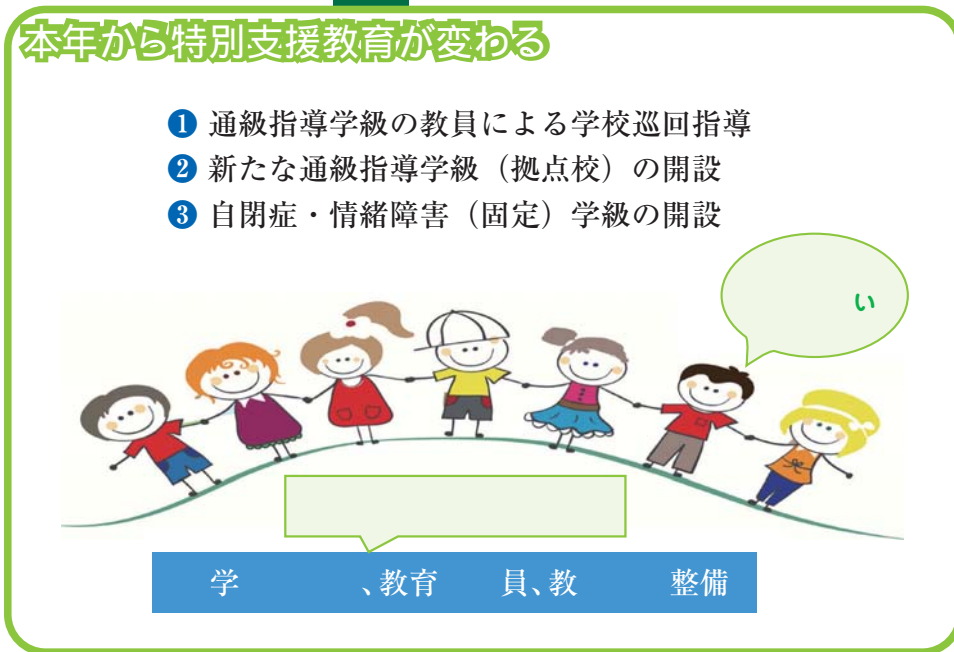 本年から特別支援教育が変わる
❶ 通級指導学級の教員による学校巡回指導
❷ 新たな通級指導学級（拠点校）の開設
❸ 自閉症・情緒障害（固定）学級の開設
い
学　　　　、教育　　員、教　　　整備